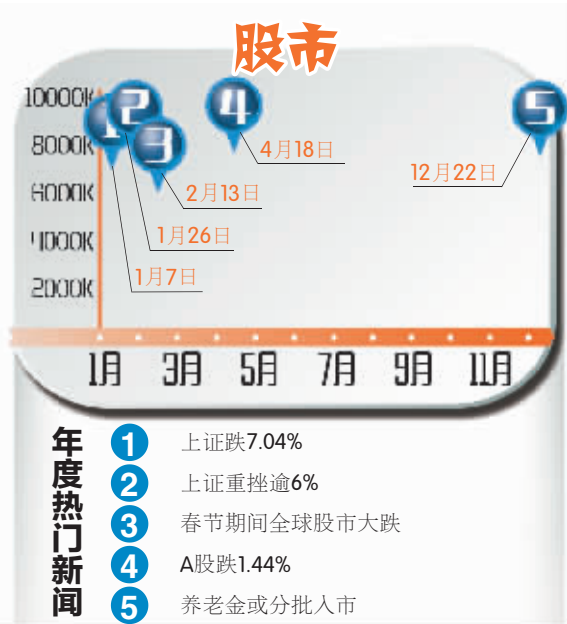 股市
10000K
8000K
6000K
4000K
2000K
1
2
3
4
5
4月18日
12月22日
2月13日
1月26日
1月7日
1月 3月 5月 7月 9月 11月
年度热门新闻
1 上证跌7.04%
2 上证重挫逾6%
3 春节期间全球股市大跌
4 A股跌1.44%
5 养老金或分批入市